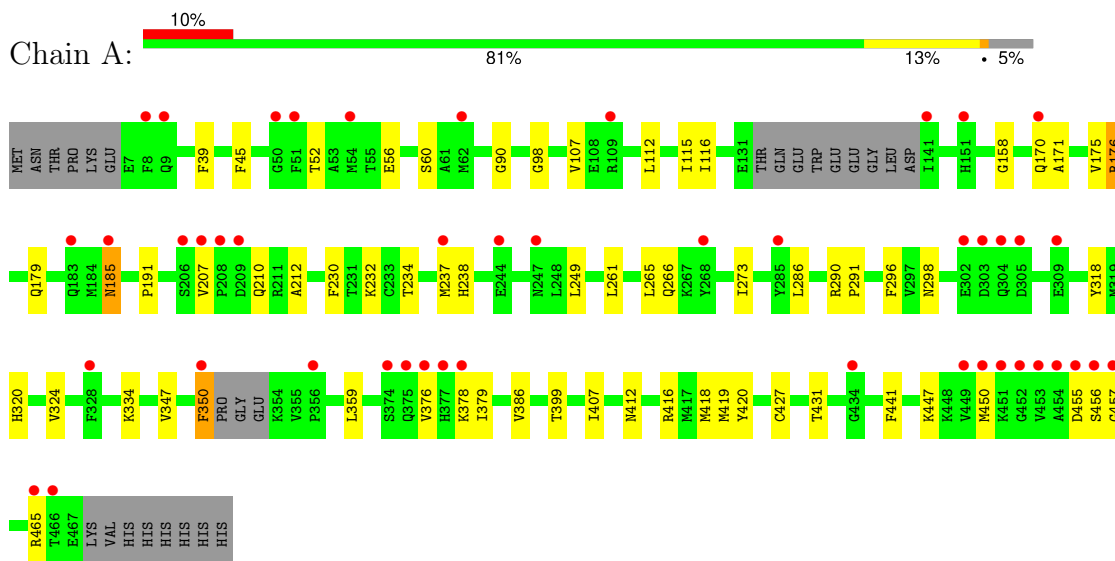 10%
Chain A:
81% 13% • 5%
MET ASN THR PRO LYS GLU E7 F8 Q9 F39 F45 G50 F51 T52 A53 M54 T55 E56 S60 A61 M62 G90 G98 V107 E108 R109 L112 I115 I116 E131 THR GLN GLU TRP GLU GLU GLY LEU ASP I141 H151 G158 Q170 A171 V175 R176
Q179 Q183 M184 N185 P191 S206 V207 P208 D209 Q210 R211 A212 F230 T231 K232 C233 T234 M237 H238 E244 N247 L248 L249 L261 L265 Q266 K267 Y268 I273 Y285 L286 R290 P291 F296 V297 N298 E302 D303 Q304 D305 E309 Y318 M319
H320 V324 F328 K334 V347 F350 PRO GLY GLU K354 V355 P356 L359 S374 Q375 V376 H377 K378 I379 V386 T399 I407 N412 R416 M417 M418 M419 Y420 C427 T431 G434 F441 K447 K448 V449 M450 K451 G452 V453 A454 D455 S456
R465 T466 E467 LYS VAL HIS HIS HIS HIS HIS HIS